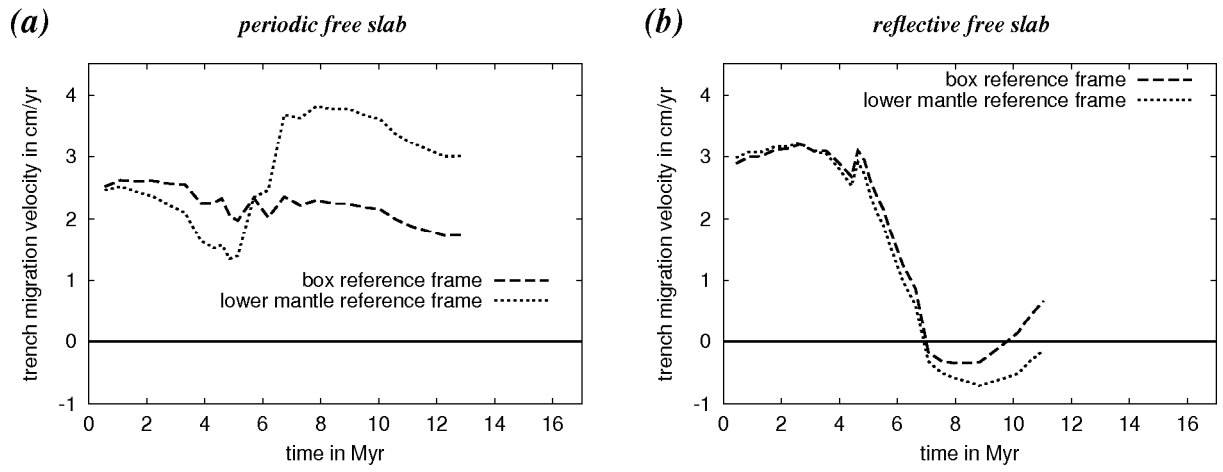 (a) periodic free slab
trench migration velocity in cm/yr
4
3
2
1
0
-1
box reference frame
lower mantle reference frame
0 2 4 6 8 10 12 14 16
time in Myr
(b) reflective free slab
trench migration velocity in cm/yr
4
3
2
1
0
-1
box reference frame
lower mantle reference frame
0 2 4 6 8 10 12 14 16
time in Myr